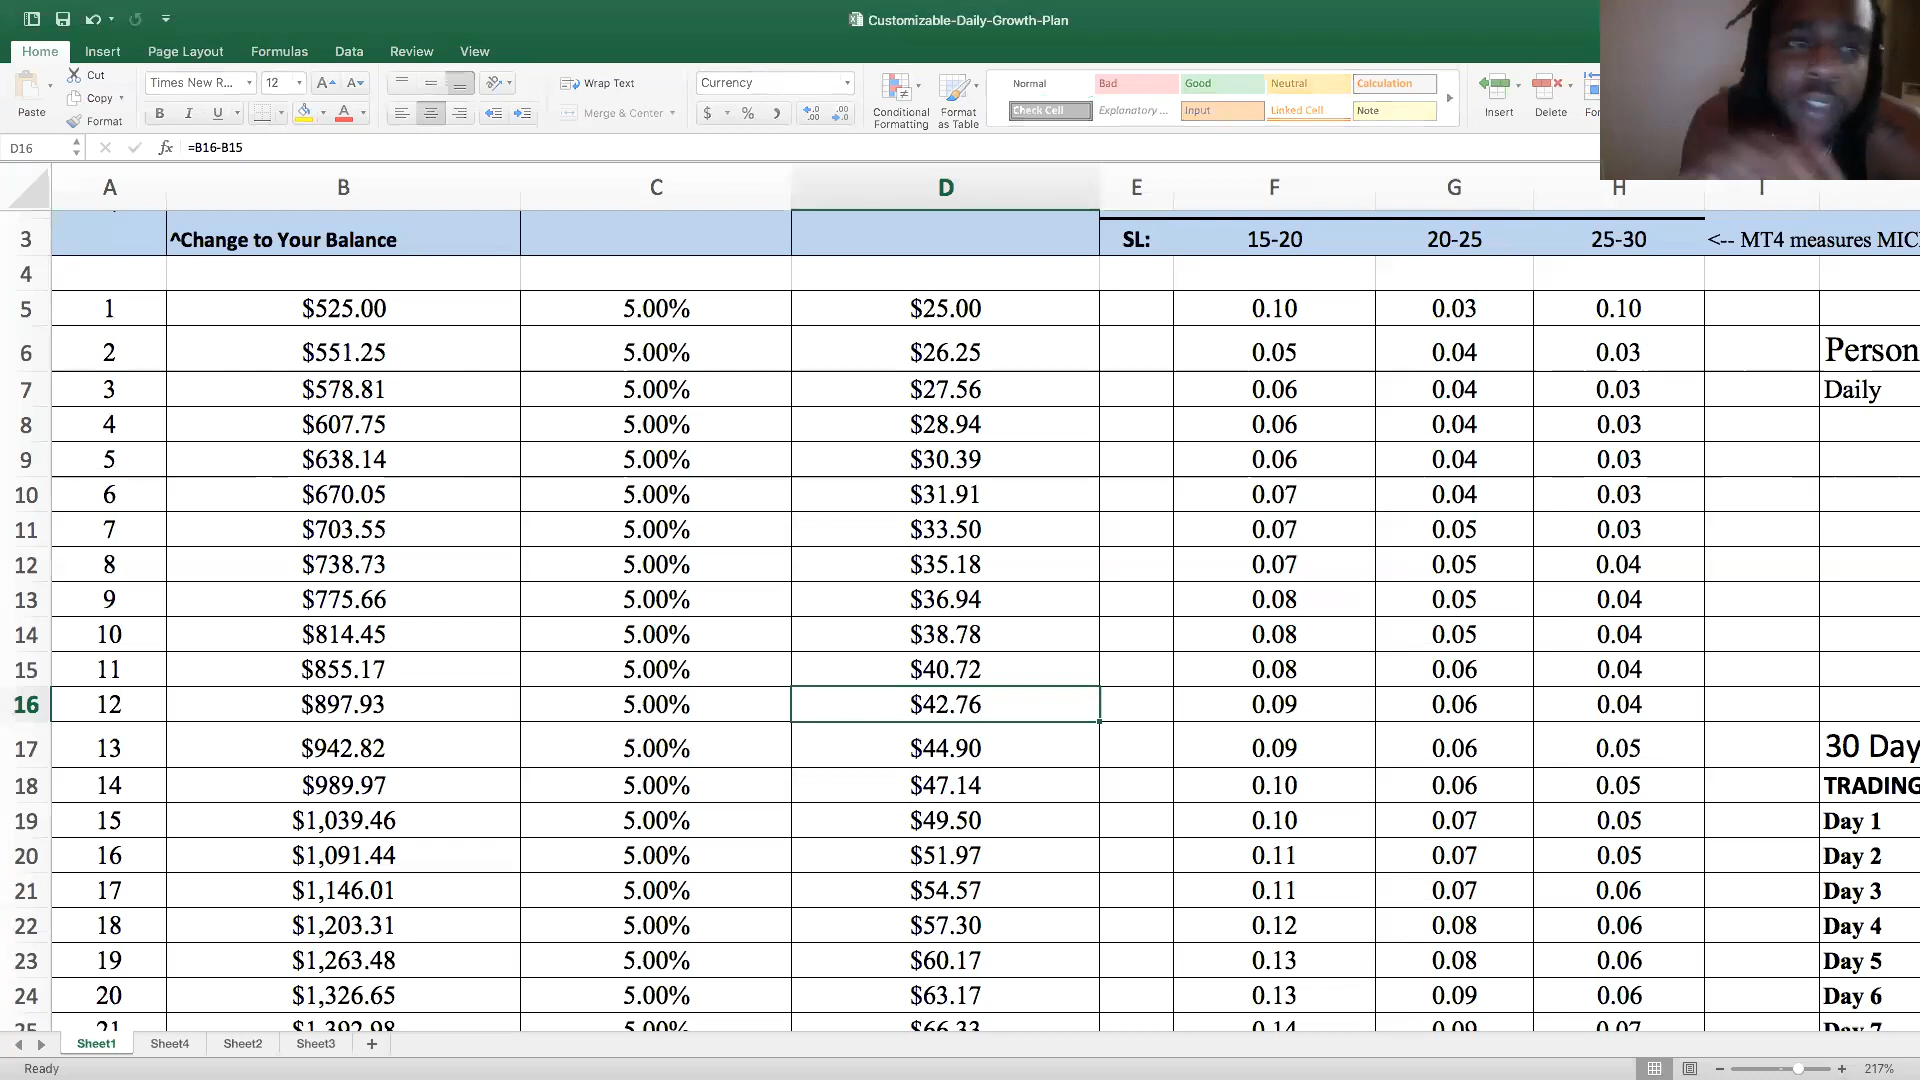 Customizable-Daily-Growth-Plan
Home Insert Page Layout Formulas Data Review View
Paste Cut Copy Format
Times New R... 12 A A
B I U A
Wrap Text
Merge & Center
Currency
$ % .0 .00 .00 .0
Conditional Formatting
Format as Table
Normal Bad Good Neutral Calculation
Check Cell Explanatory ... Input Linked Cell Note
Insert Delete
D16 fx =B16-B15
A B C D E F G H I
3 ^Change to Your Balance SL: 15-20 20-25 25-30 <-- MT4 measures
4
5 1 $525.00 5.00% $25.00 0.10 0.03 0.10
6 2 $551.25 5.00% $26.25 0.05 0.04 0.03 Person
7 3 $578.81 5.00% $27.56 0.06 0.04 0.03 Daily
8 4 $607.75 5.00% $28.94 0.06 0.04 0.03
9 5 $638.14 5.00% $30.39 0.06 0.04 0.03
10 6 $670.05 5.00% $31.91 0.07 0.04 0.03
11 7 $703.55 5.00% $33.50 0.07 0.05 0.03
12 8 $738.73 5.00% $35.18 0.07 0.05 0.04
13 9 $775.66 5.00% $36.94 0.08 0.05 0.04
14 10 $814.45 5.00% $38.78 0.08 0.05 0.04
15 11 $855.17 5.00% $40.72 0.08 0.06 0.04
16 12 $897.93 5.00% $42.76 0.09 0.06 0.04
17 13 $942.82 5.00% $44.90 0.09 0.06 0.05 30 Day
18 14 $989.97 5.00% $47.14 0.10 0.06 0.05 TRADING
19 15 $1,039.46 5.00% $49.50 0.10 0.07 0.05 Day 1
20 16 $1,091.44 5.00% $51.97 0.11 0.07 0.05 Day 2
21 17 $1,146.01 5.00% $54.57 0.11 0.07 0.06 Day 3
22 18 $1,203.31 5.00% $57.30 0.12 0.08 0.06 Day 4
23 19 $1,263.48 5.00% $60.17 0.13 0.08 0.06 Day 5
24 20 $1,326.65 5.00% $63.17 0.13 0.09 0.06 Day 6
25 21 $1,392.98 5.00% $66.33 0.14 0.09 0.07 Day 7
Sheet1 Sheet4 Sheet2 Sheet3 +
Ready 217%